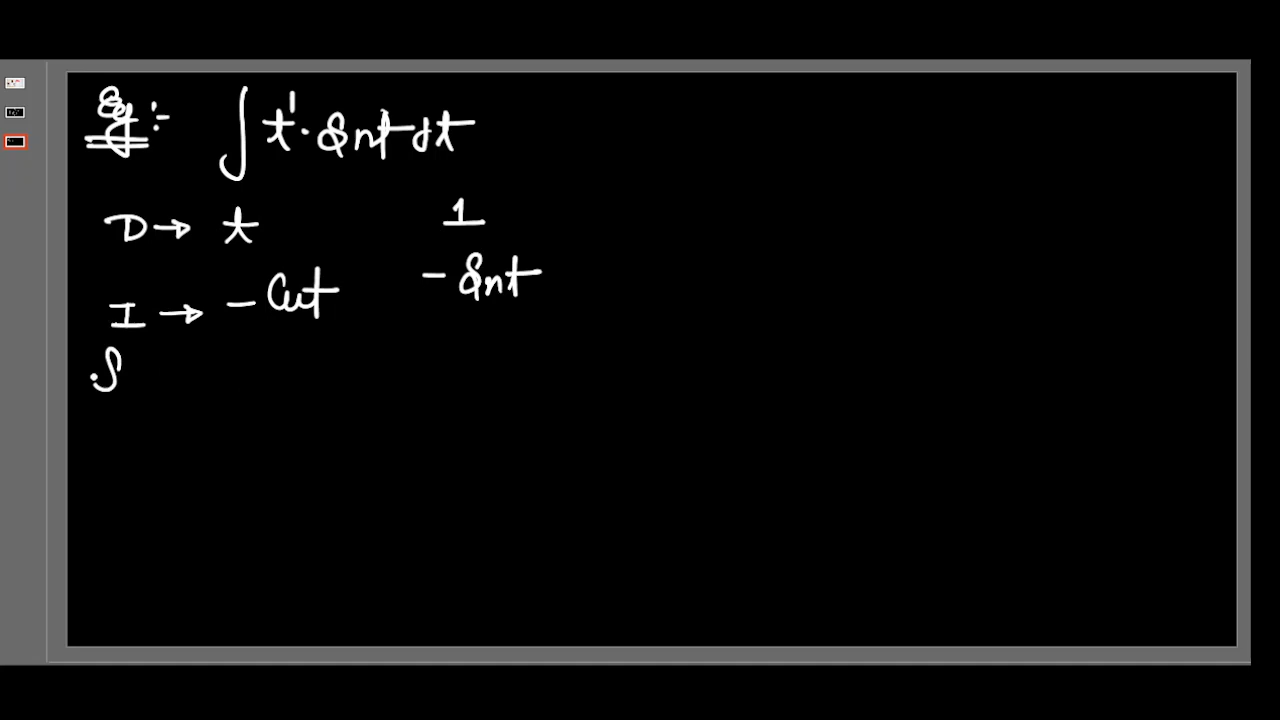 Eg :-  ∫ t¹ · Sint dt
D → t    1
I → - Cost    - Sint
S